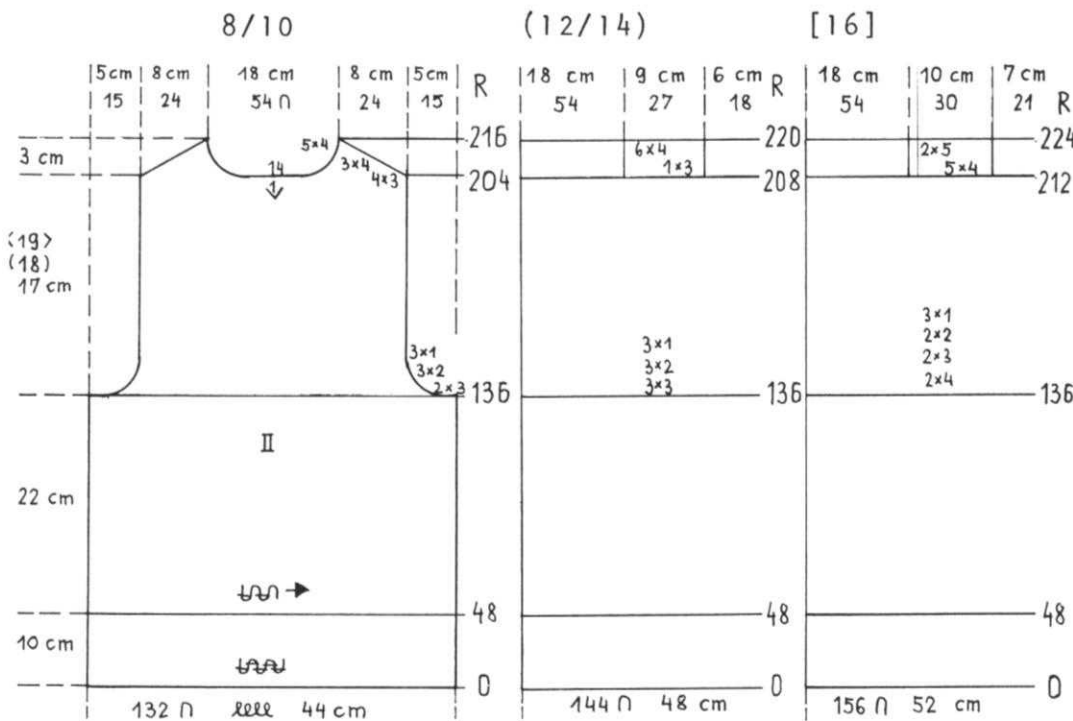 8/10 (12/14) [16]
5cm 8 cm 18 cm 8 cm 5cm R 18 cm 9 cm 6 cm R 18 cm 10 cm 7 cm R
15 24 54 ∩ 24 15 54 27 18 54 30 21
3 cm 5×4 216 6×4 220 2×5 224
14 3×4 1×3 5×4
1 4×3 204 208 212
<19>
(18)
17 cm
3×1 3×1 3×1
3×2 3×2 2×2
2×3 3×3 2×3
2×4
136 136 136
II
22 cm
48 48 48
10 cm
0 0 0
132 ∩ 44 cm 144 ∩ 48 cm 156 ∩ 52 cm